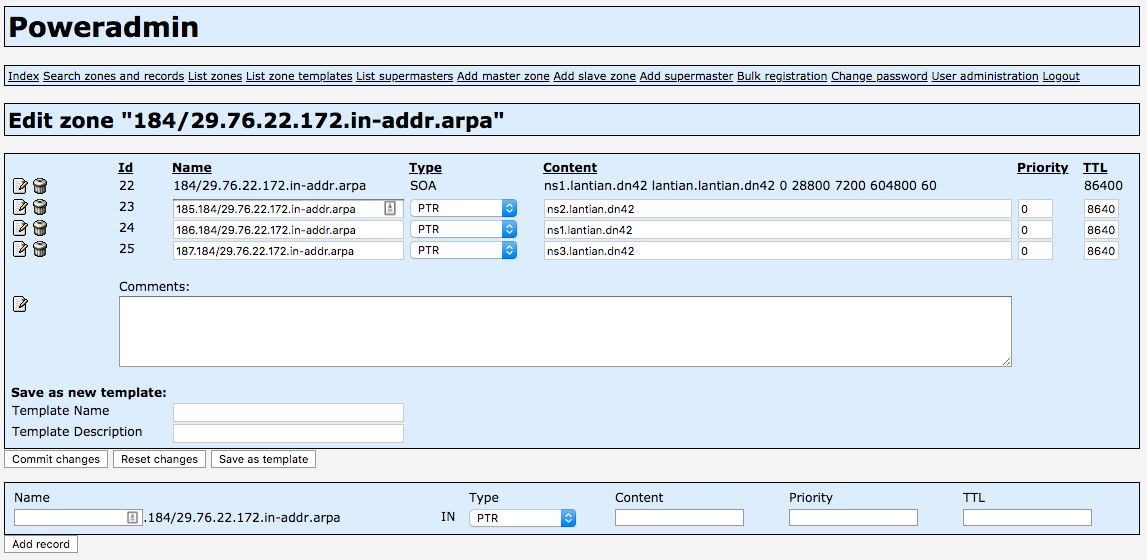 Poweradmin
Index Search zones and records List zones List zone templates List supermasters Add master zone Add slave zone Add supermaster Bulk registration Change password User administration Logout
Edit zone "184/29.76.22.172.in-addr.arpa"
Id Name Type Content Priority TTL
22 184/29.76.22.172.in-addr.arpa SOA ns1.lantian.dn42 lantian.lantian.dn42 0 28800 7200 604800 60 86400
23 185.184/29.76.22.172.in-addr.arpa PTR ns2.lantian.dn42 0 8640
24 186.184/29.76.22.172.in-addr.arpa PTR ns1.lantian.dn42 0 8640
25 187.184/29.76.22.172.in-addr.arpa PTR ns3.lantian.dn42 0 8640
Comments:
Save as new template:
Template Name
Template Description
Commit changes Reset changes Save as template
Name Type Content Priority TTL
.184/29.76.22.172.in-addr.arpa IN PTR
Add record